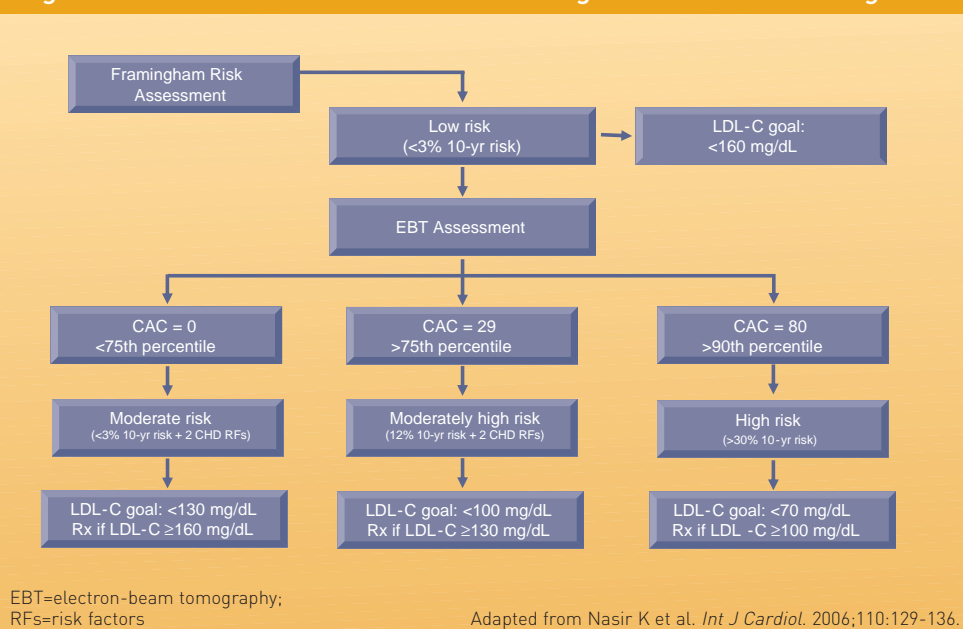 Framingham Risk
Assessment
Low risk
(<3% 10-yr risk)
LDL-C goal:
<160 mg/dL
EBT Assessment
CAC = 0
<75th percentile
CAC = 29
>75th percentile
CAC = 80
>90th percentile
Moderate risk
(<3% 10-yr risk + 2 CHD RFs)
Moderately high risk
(12% 10-yr risk + 2 CHD RFs)
High risk
(>30% 10-yr risk)
LDL-C goal: <130 mg/dL
Rx if LDL-C ≥160 mg/dL
LDL-C goal: <100 mg/dL
Rx if LDL-C ≥130 mg/dL
LDL-C goal: <70 mg/dL
Rx if LDL -C ≥100 mg/dL
EBT=electron-beam tomography;
RFs=risk factors
Adapted from Nasir K et al. Int J Cardiol. 2006;110:129-136.